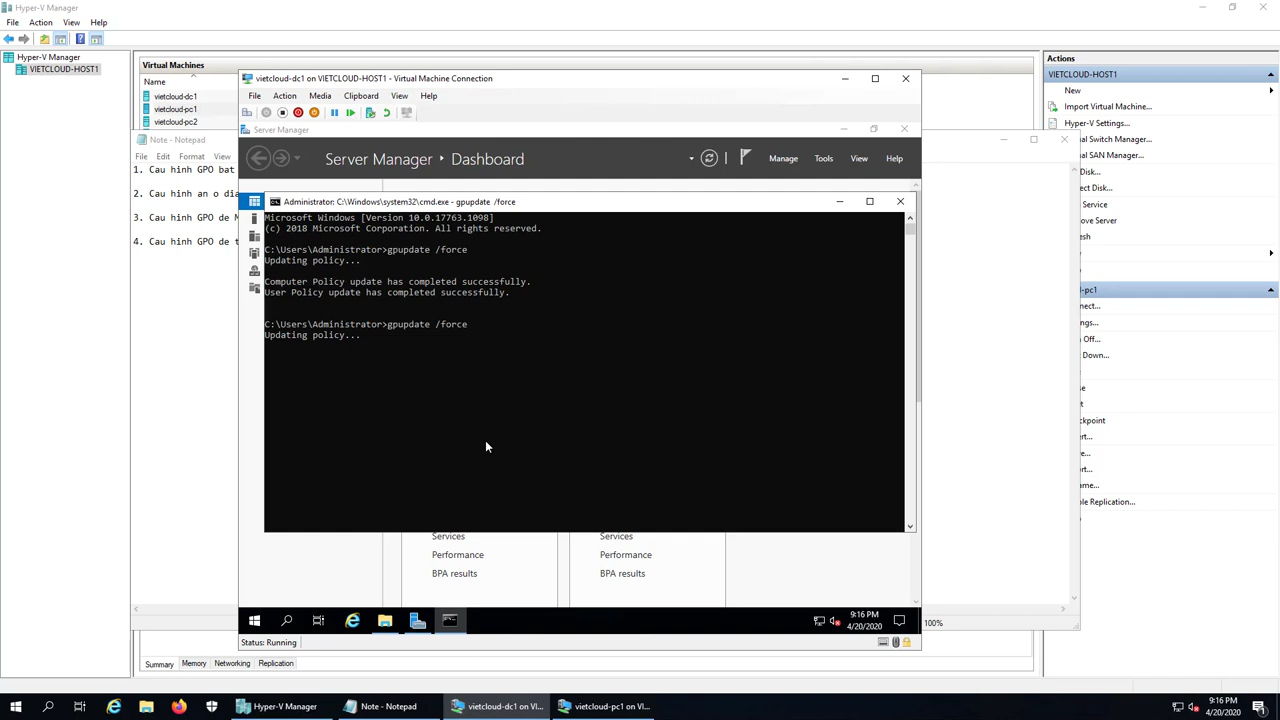 Hyper-V Manager
File Action View Help
Hyper-V Manager
VIETCLOUD-HOST1
Virtual Machines
Name
vietcloud-dc1
vietcloud-pc1
vietcloud-pc2
Note - Notepad
File Edit Format View
1. Cau hinh GPO bat
2. Cau hinh an o dia
3. Cau hinh GPO de
4. Cau hinh GPO de t
100%
vietcloud-dc1 on VIETCLOUD-HOST1 - Virtual Machine Connection
File Action Media Clipboard View Help
Server Manager
Server Manager • Dashboard
Manage Tools View Help
Administrator: C:\Windows\system32\cmd.exe - gpupdate /force
Microsoft Windows [Version 10.0.17763.1098]
(c) 2018 Microsoft Corporation. All rights reserved.
C:\Users\Administrator>gpupdate /force
Updating policy...
Computer Policy update has completed successfully.
User Policy update has completed successfully.
C:\Users\Administrator>gpupdate /force
Updating policy...
Services Services
Performance Performance
BPA results BPA results
9:16 PM
4/20/2020
Status: Running
Summary Memory Networking Replication
Actions
VIETCLOUD-HOST1
New
Import Virtual Machine...
Hyper-V Settings...
Virtual Switch Manager...
Virtual SAN Manager...
Disk...
Disk...
Service
ove Server
esh
-pc1
nect...
ngs...
Off...
Down...
se
t
heckpoint
ert...
e...
rt...
me...
ble Replication...
Hyper-V Manager Note - Notepad vietcloud-dc1 on VI... vietcloud-pc1 on VI...
9:16 PM
4/20/2020